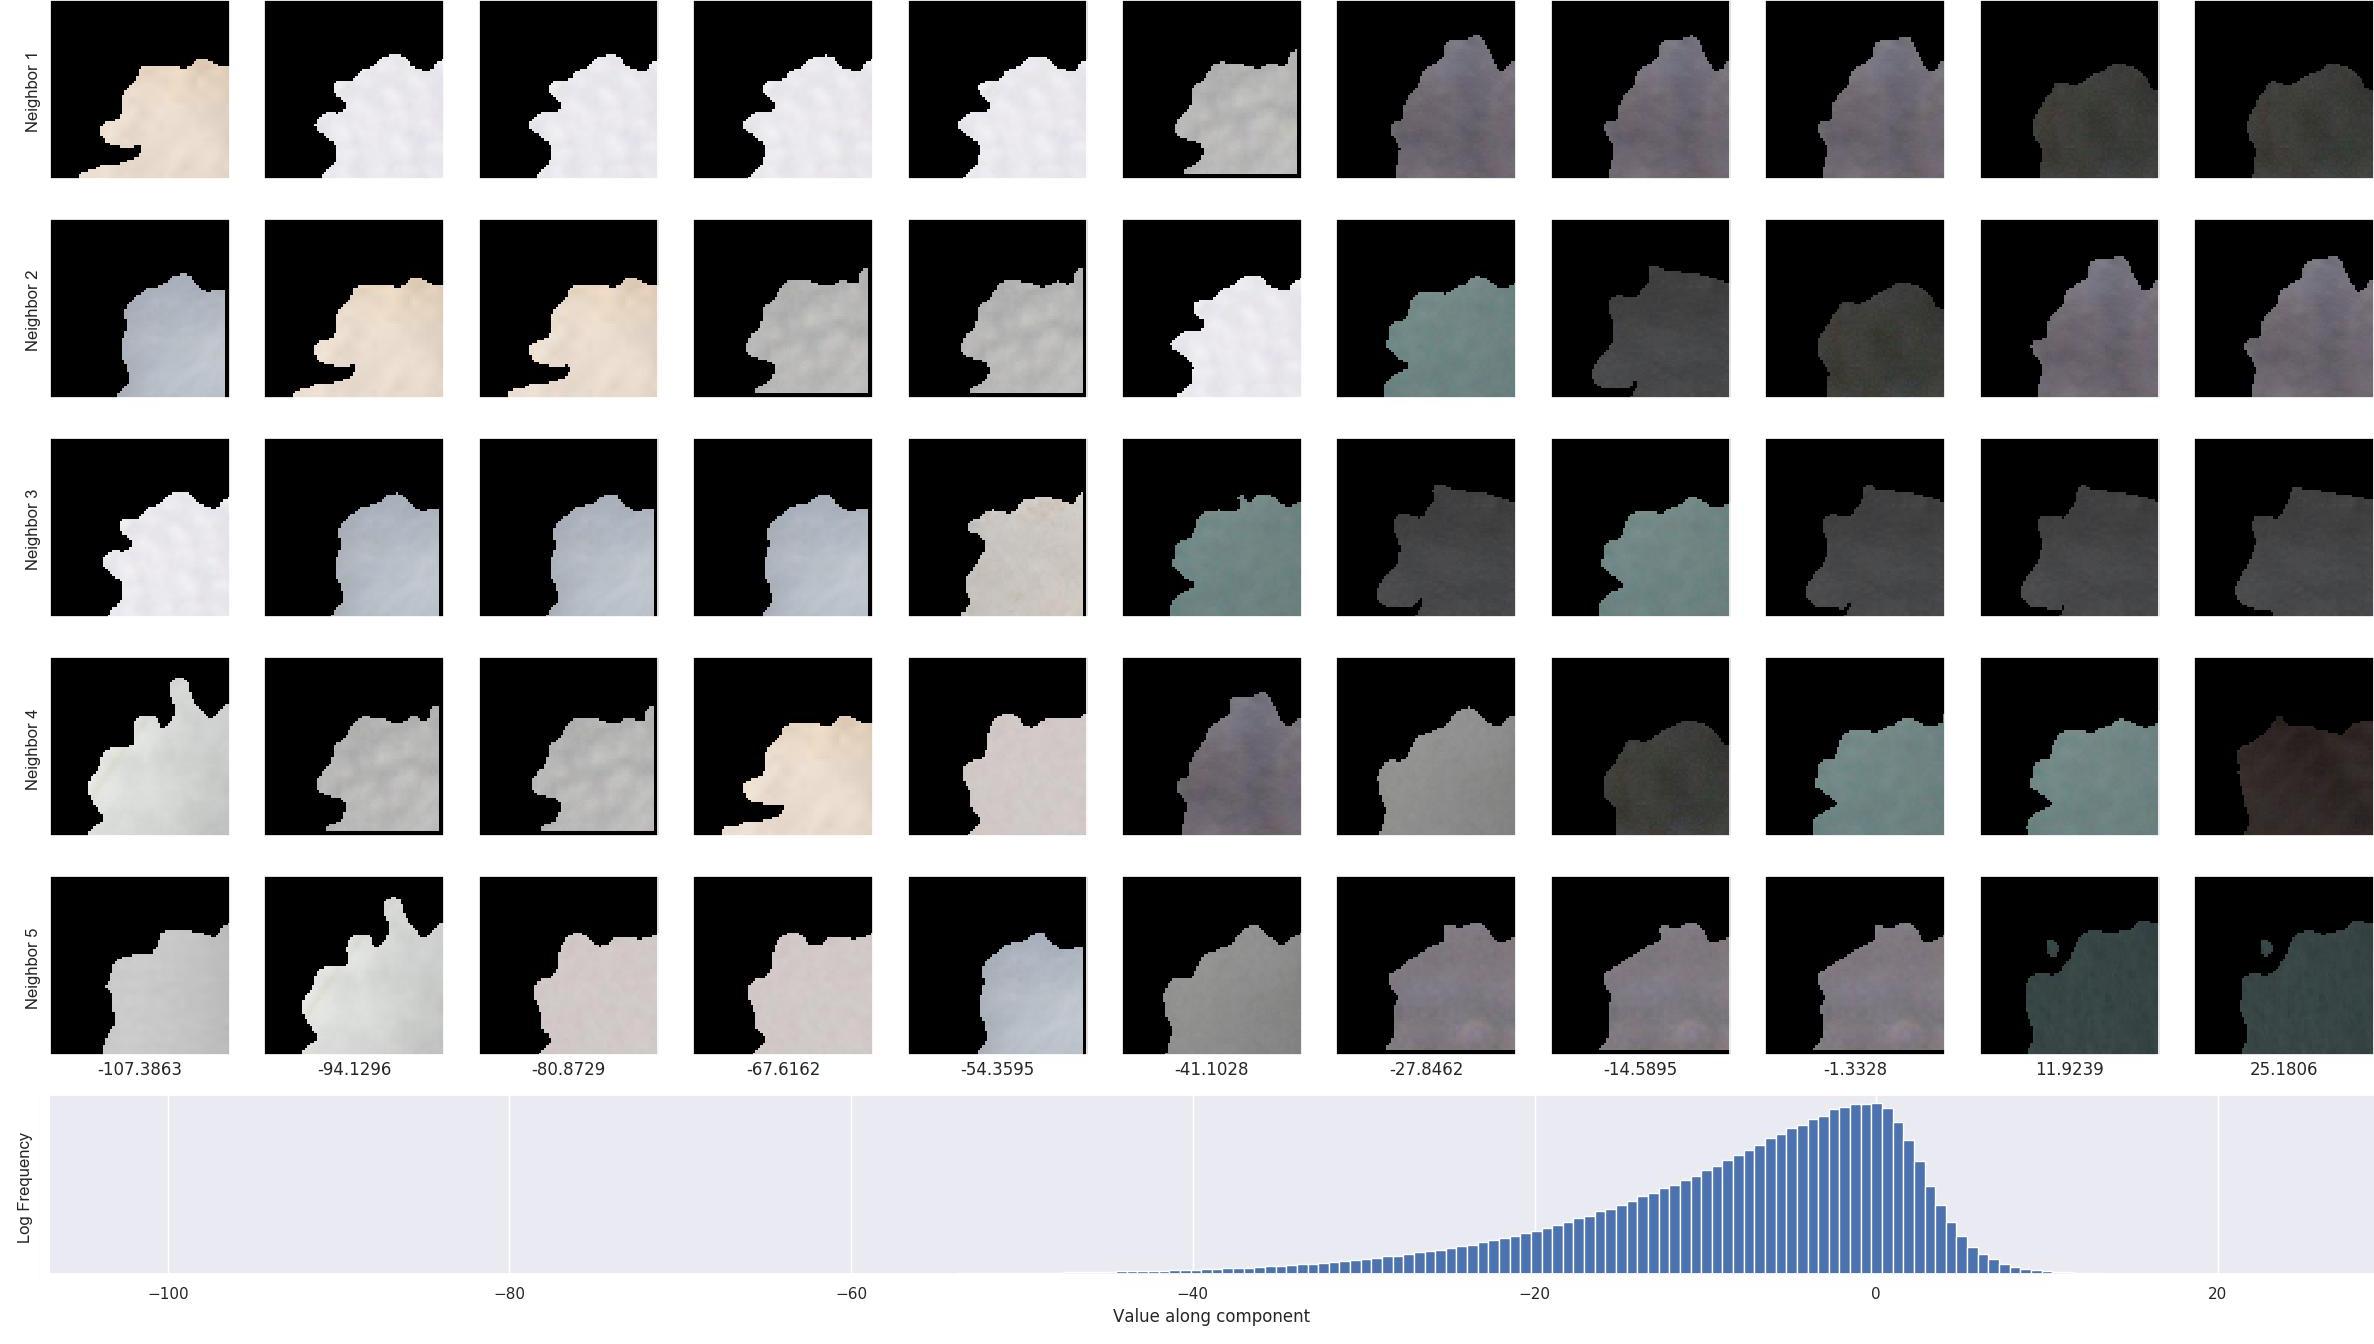 Neighbor 1
Neighbor 2
Neighbor 3
Neighbor 4
Neighbor 5
-107.3863 -94.1296 -80.8729 -67.6162 -54.3595 -41.1028 -27.8462 -14.5895 -1.3328 11.9239 25.1806
Log Frequency
−100 −80 −60 −40 −20 0 20
Value along component